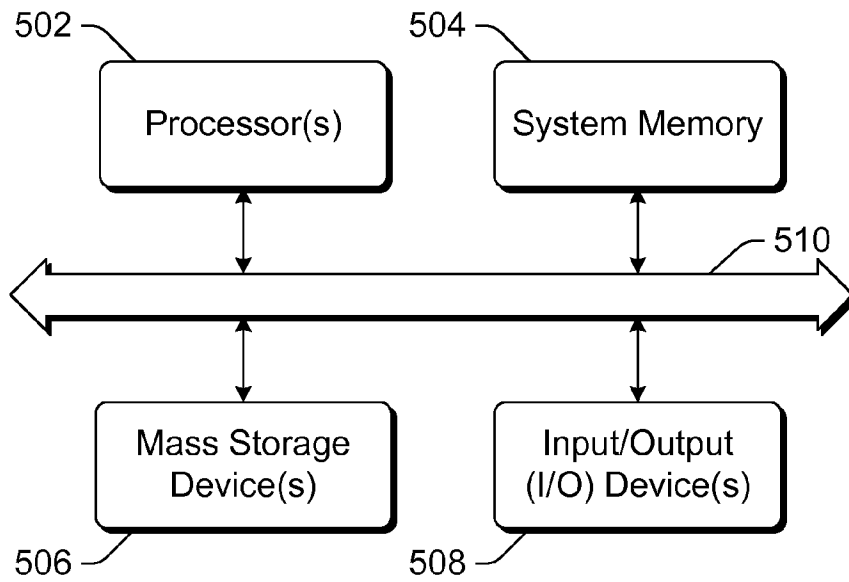 502
504
Processor(s)
System Memory
510
Mass Storage
Device(s)
Input/Output
(I/O) Device(s)
506
508